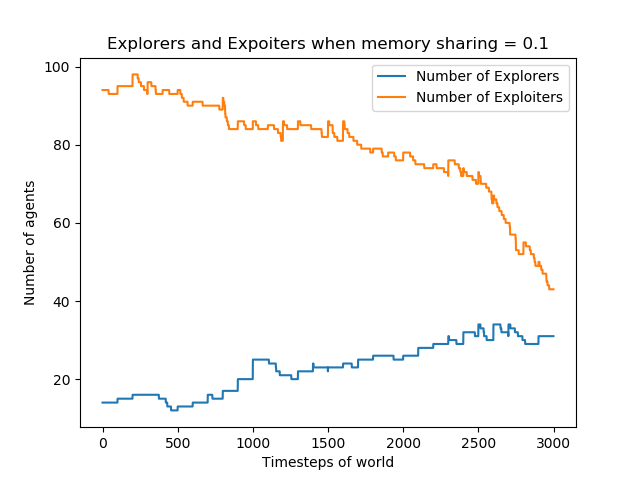 Explorers and Expoiters when memory sharing = 0.1
Number of Explorers
Number of Exploiters
100
80
60
40
20
Number of agents
0 500 1000 1500 2000 2500 3000
Timesteps of world